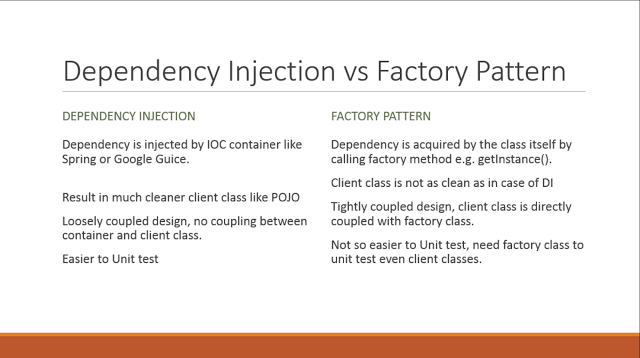 Dependency Injection vs Factory Pattern
DEPENDENCY INJECTION
Dependency is injected by IOC container like
Spring or Google Guice.
Result in much cleaner client class like POJO
Loosely coupled design, no coupling between
container and client class.
Easier to Unit test
FACTORY PATTERN
Dependency is acquired by the class itself by
calling factory method e.g. getInstance().
Client class is not as clean as in case of DI
Tightly coupled design, client class is directly
coupled with factory class.
Not so easier to Unit test, need factory class to
unit test even client classes.